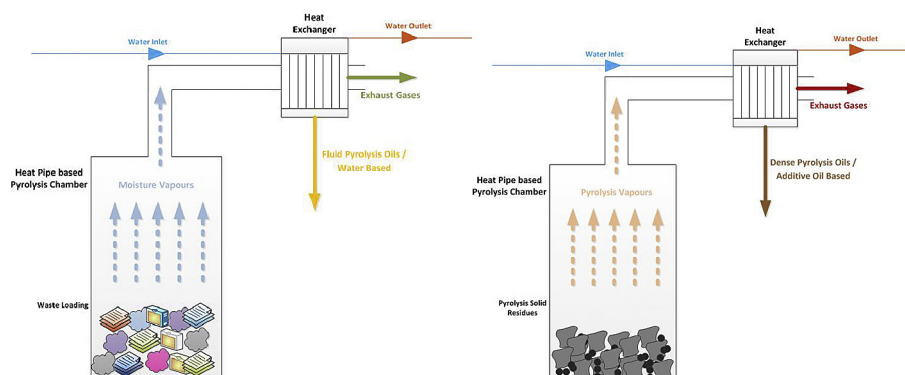 Heat
Exchanger
Water Outlet
Water Inlet
Exhaust Gases
Fluid Pyrolysis Oils /
Water Based
Heat Pipe based
Pyrolysis Chamber
Moisture Vapours
Waste Loading
Heat
Exchanger
Water Outlet
Water Inlet
Exhaust Gases
Dense Pyrolysis Oils /
Additive Oil Based
Heat Pipe based
Pyrolysis Chamber
Pyrolysis Vapours
Pyrolysis Solid
Residues